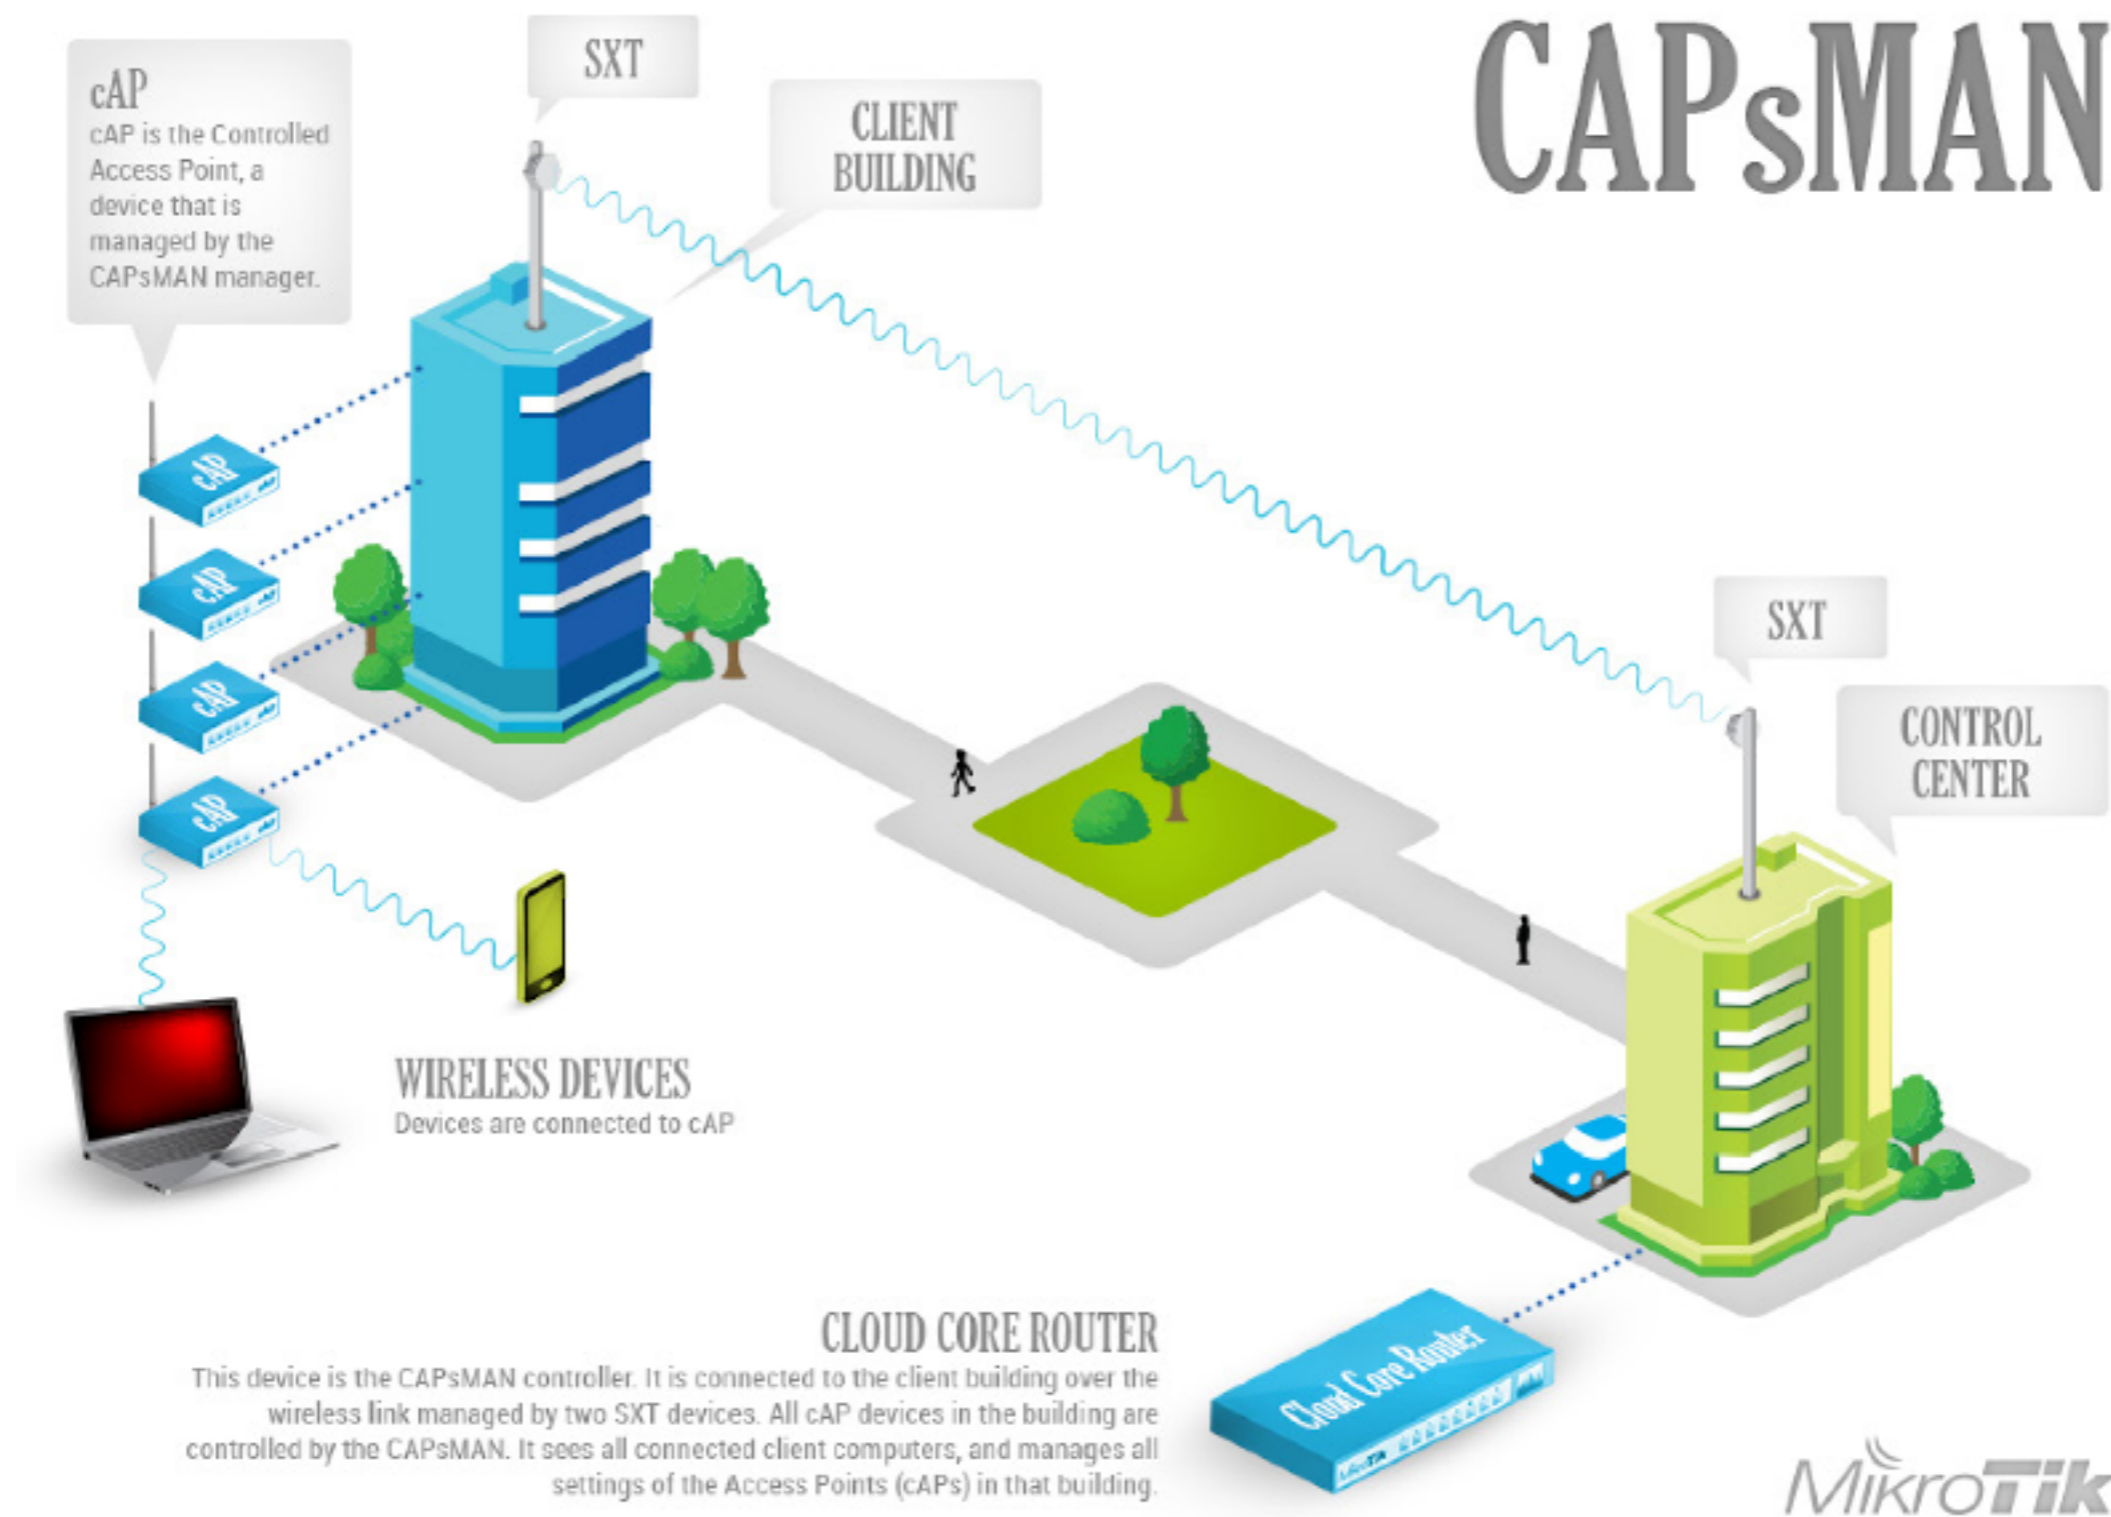 CAPsMAN
SXT
cAP
cAP is the Controlled
Access Point, a
device that is
managed by the
CAPsMAN manager.
CLIENT
BUILDING
cAP
cAP
cAP
cAP
SXT
CONTROL
CENTER
WIRELESS DEVICES
Devices are connected to cAP
CLOUD CORE ROUTER
This device is the CAPsMAN controller. It is connected to the client building over the
wireless link managed by two SXT devices. All cAP devices in the building are
controlled by the CAPsMAN. It sees all connected client computers, and manages all
settings of the Access Points (cAPs) in that building.
Cloud Core Router
MikroTik
MikroTik